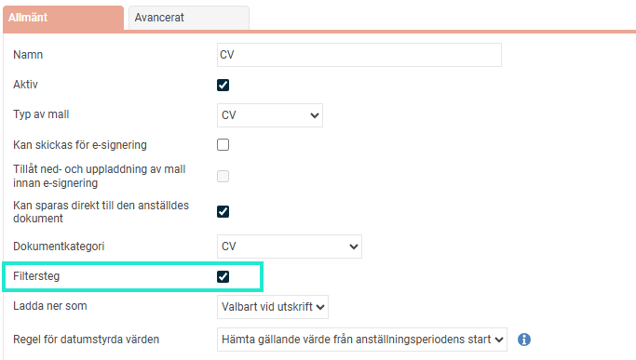 Allmänt Avancerat
Namn CV
Aktiv
Typ av mall CV
Kan skickas för e-signering
Tillåt ned- och uppladdning av mall
innan e-signering
Kan sparas direkt till den anställdes
dokument
Dokumentkategori CV
Filtersteg
Ladda ner som Valbart vid utskrift
Regel för datumstyrda värden Hämta gällande värde från anställningsperiodens start